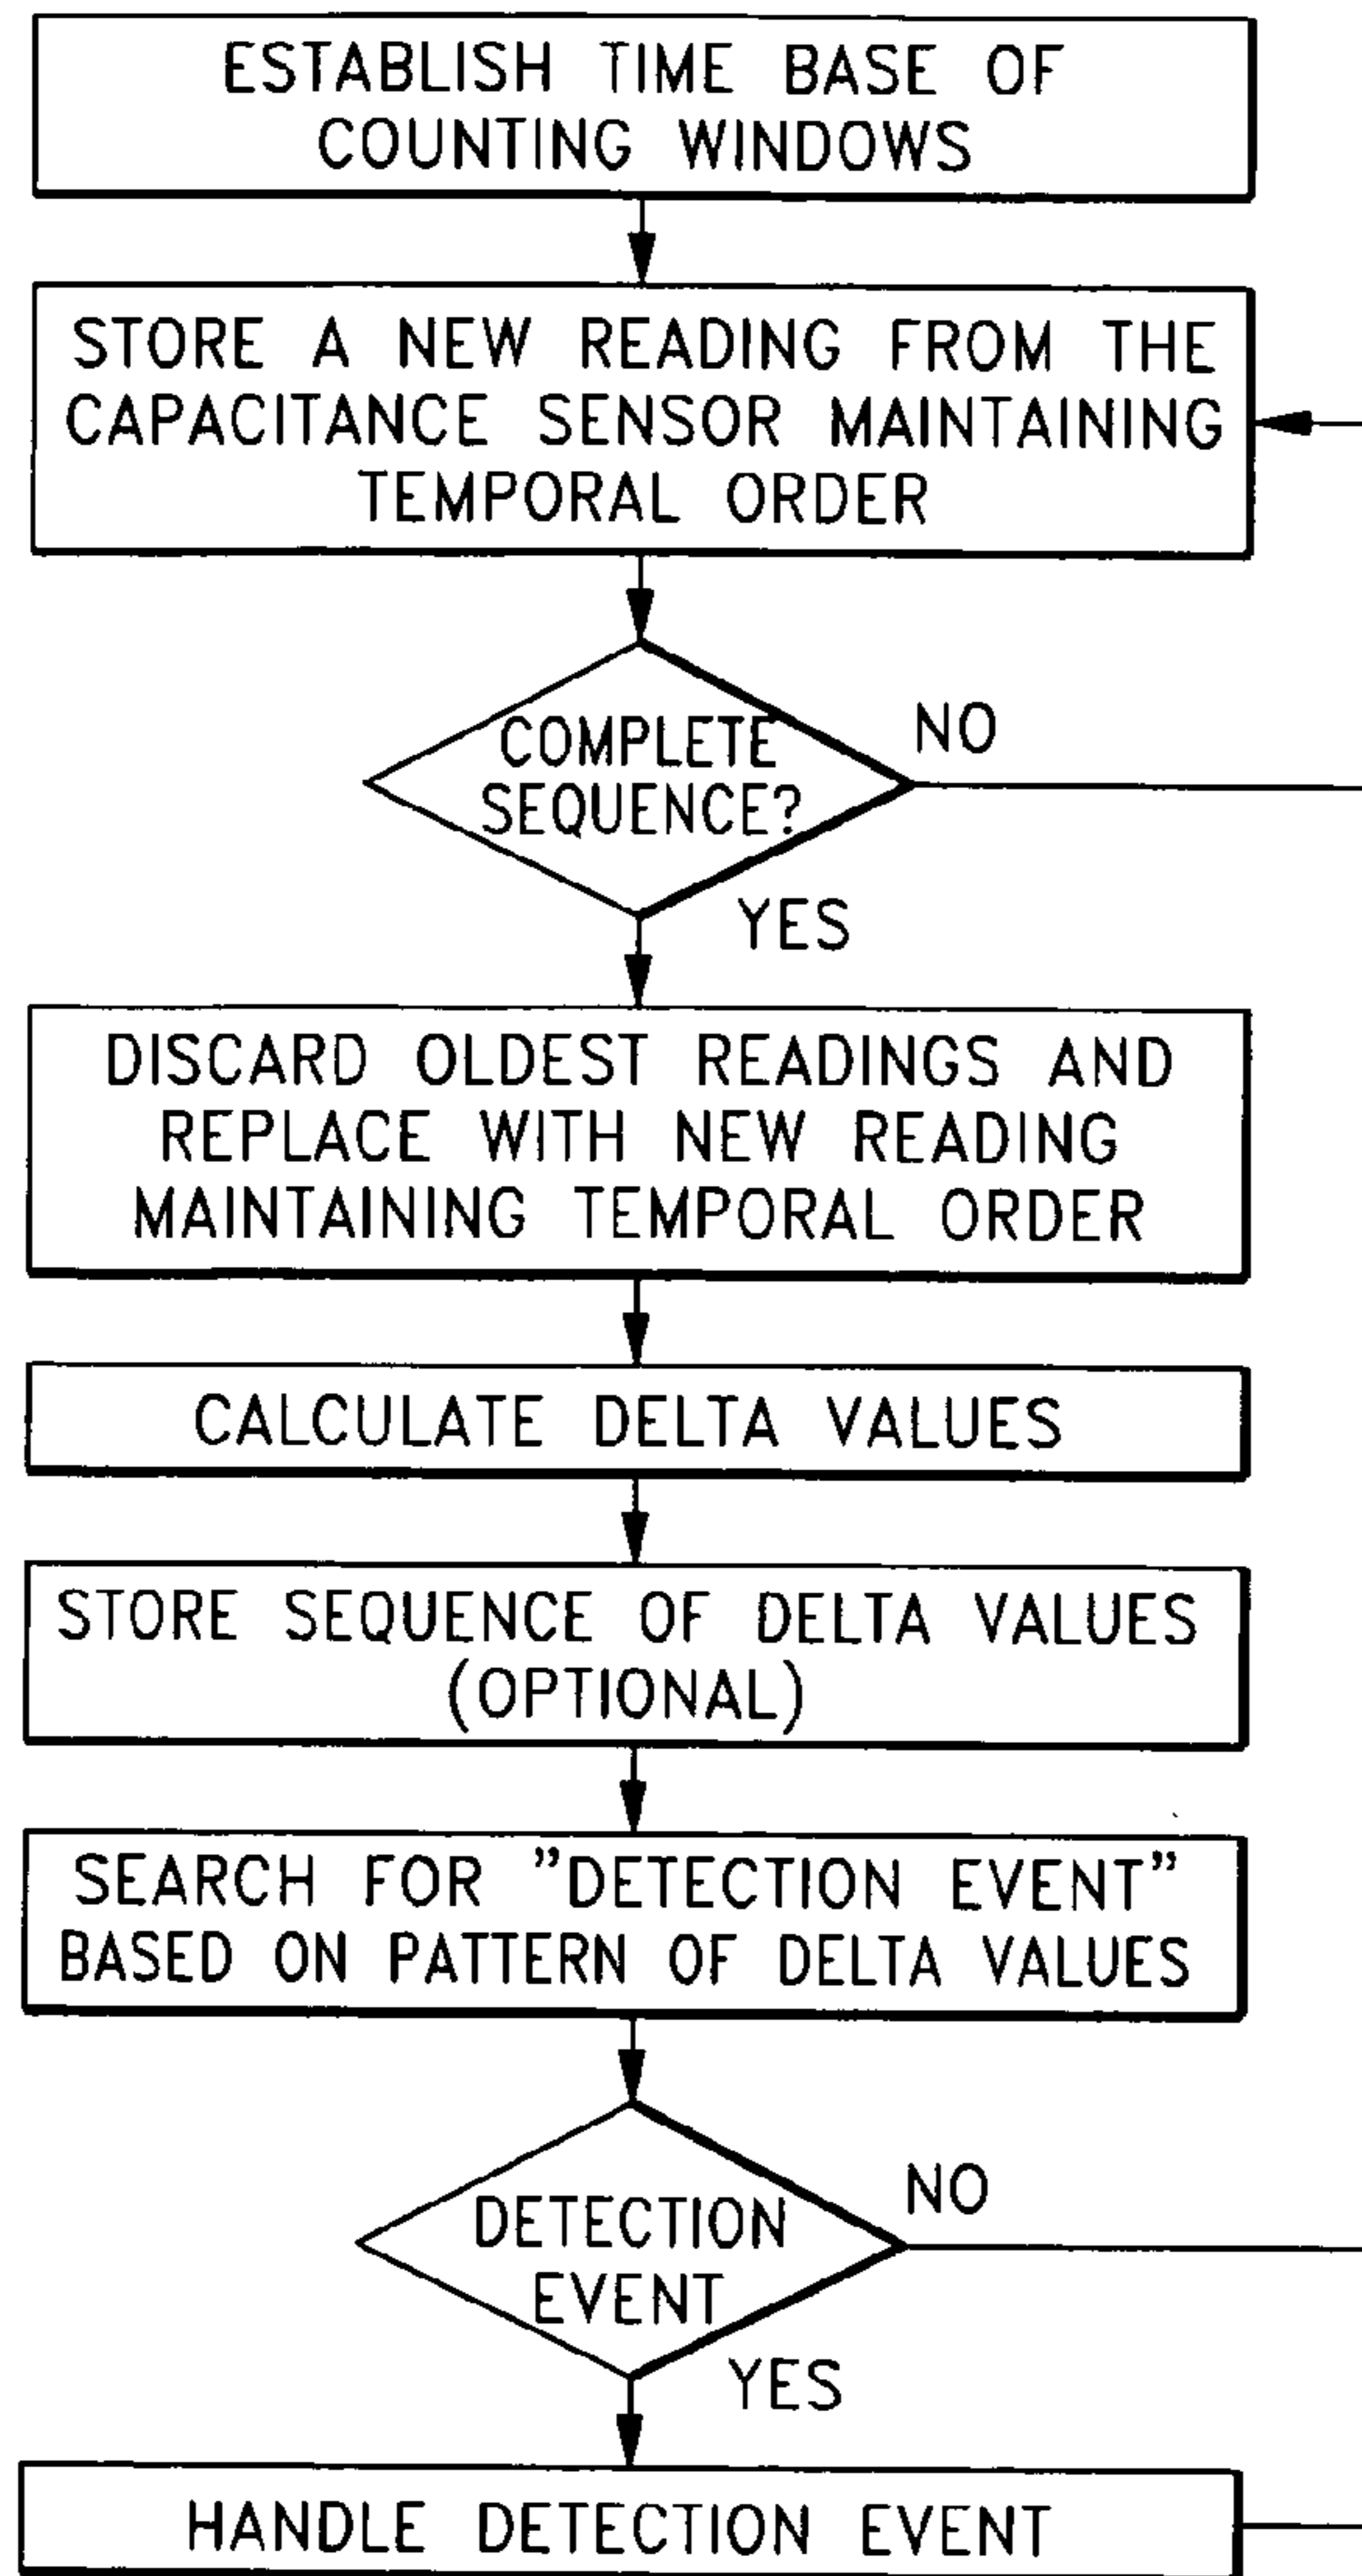 ESTABLISH TIME BASE OF
COUNTING WINDOWS
STORE A NEW READING FROM THE
CAPACITANCE SENSOR MAINTAINING
TEMPORAL ORDER
COMPLETE
SEQUENCE?
NO
YES
DISCARD OLDEST READINGS AND
REPLACE WITH NEW READING
MAINTAINING TEMPORAL ORDER
CALCULATE DELTA VALUES
STORE SEQUENCE OF DELTA VALUES
(OPTIONAL)
SEARCH FOR ”DETECTION EVENT”
BASED ON PATTERN OF DELTA VALUES
DETECTION
EVENT
NO
YES
HANDLE DETECTION EVENT